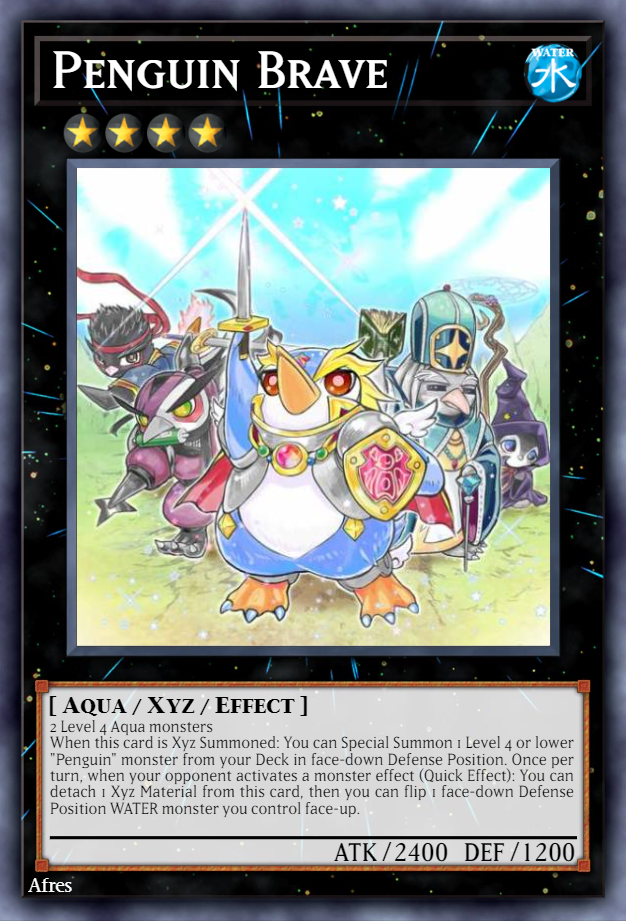 Penguin Brave
WATER
水
[ Aqua / Xyz / Effect ]
2 Level 4 Aqua monsters
When this card is Xyz Summoned: You can Special Summon 1 Level 4 or lower
"Penguin" monster from your Deck in face-down Defense Position. Once per
turn, when your opponent activates a monster effect (Quick Effect): You can
detach 1 Xyz Material from this card, then you can flip 1 face-down Defense
Position WATER monster you control face-up.
ATK/2400 DEF/1200
Afres